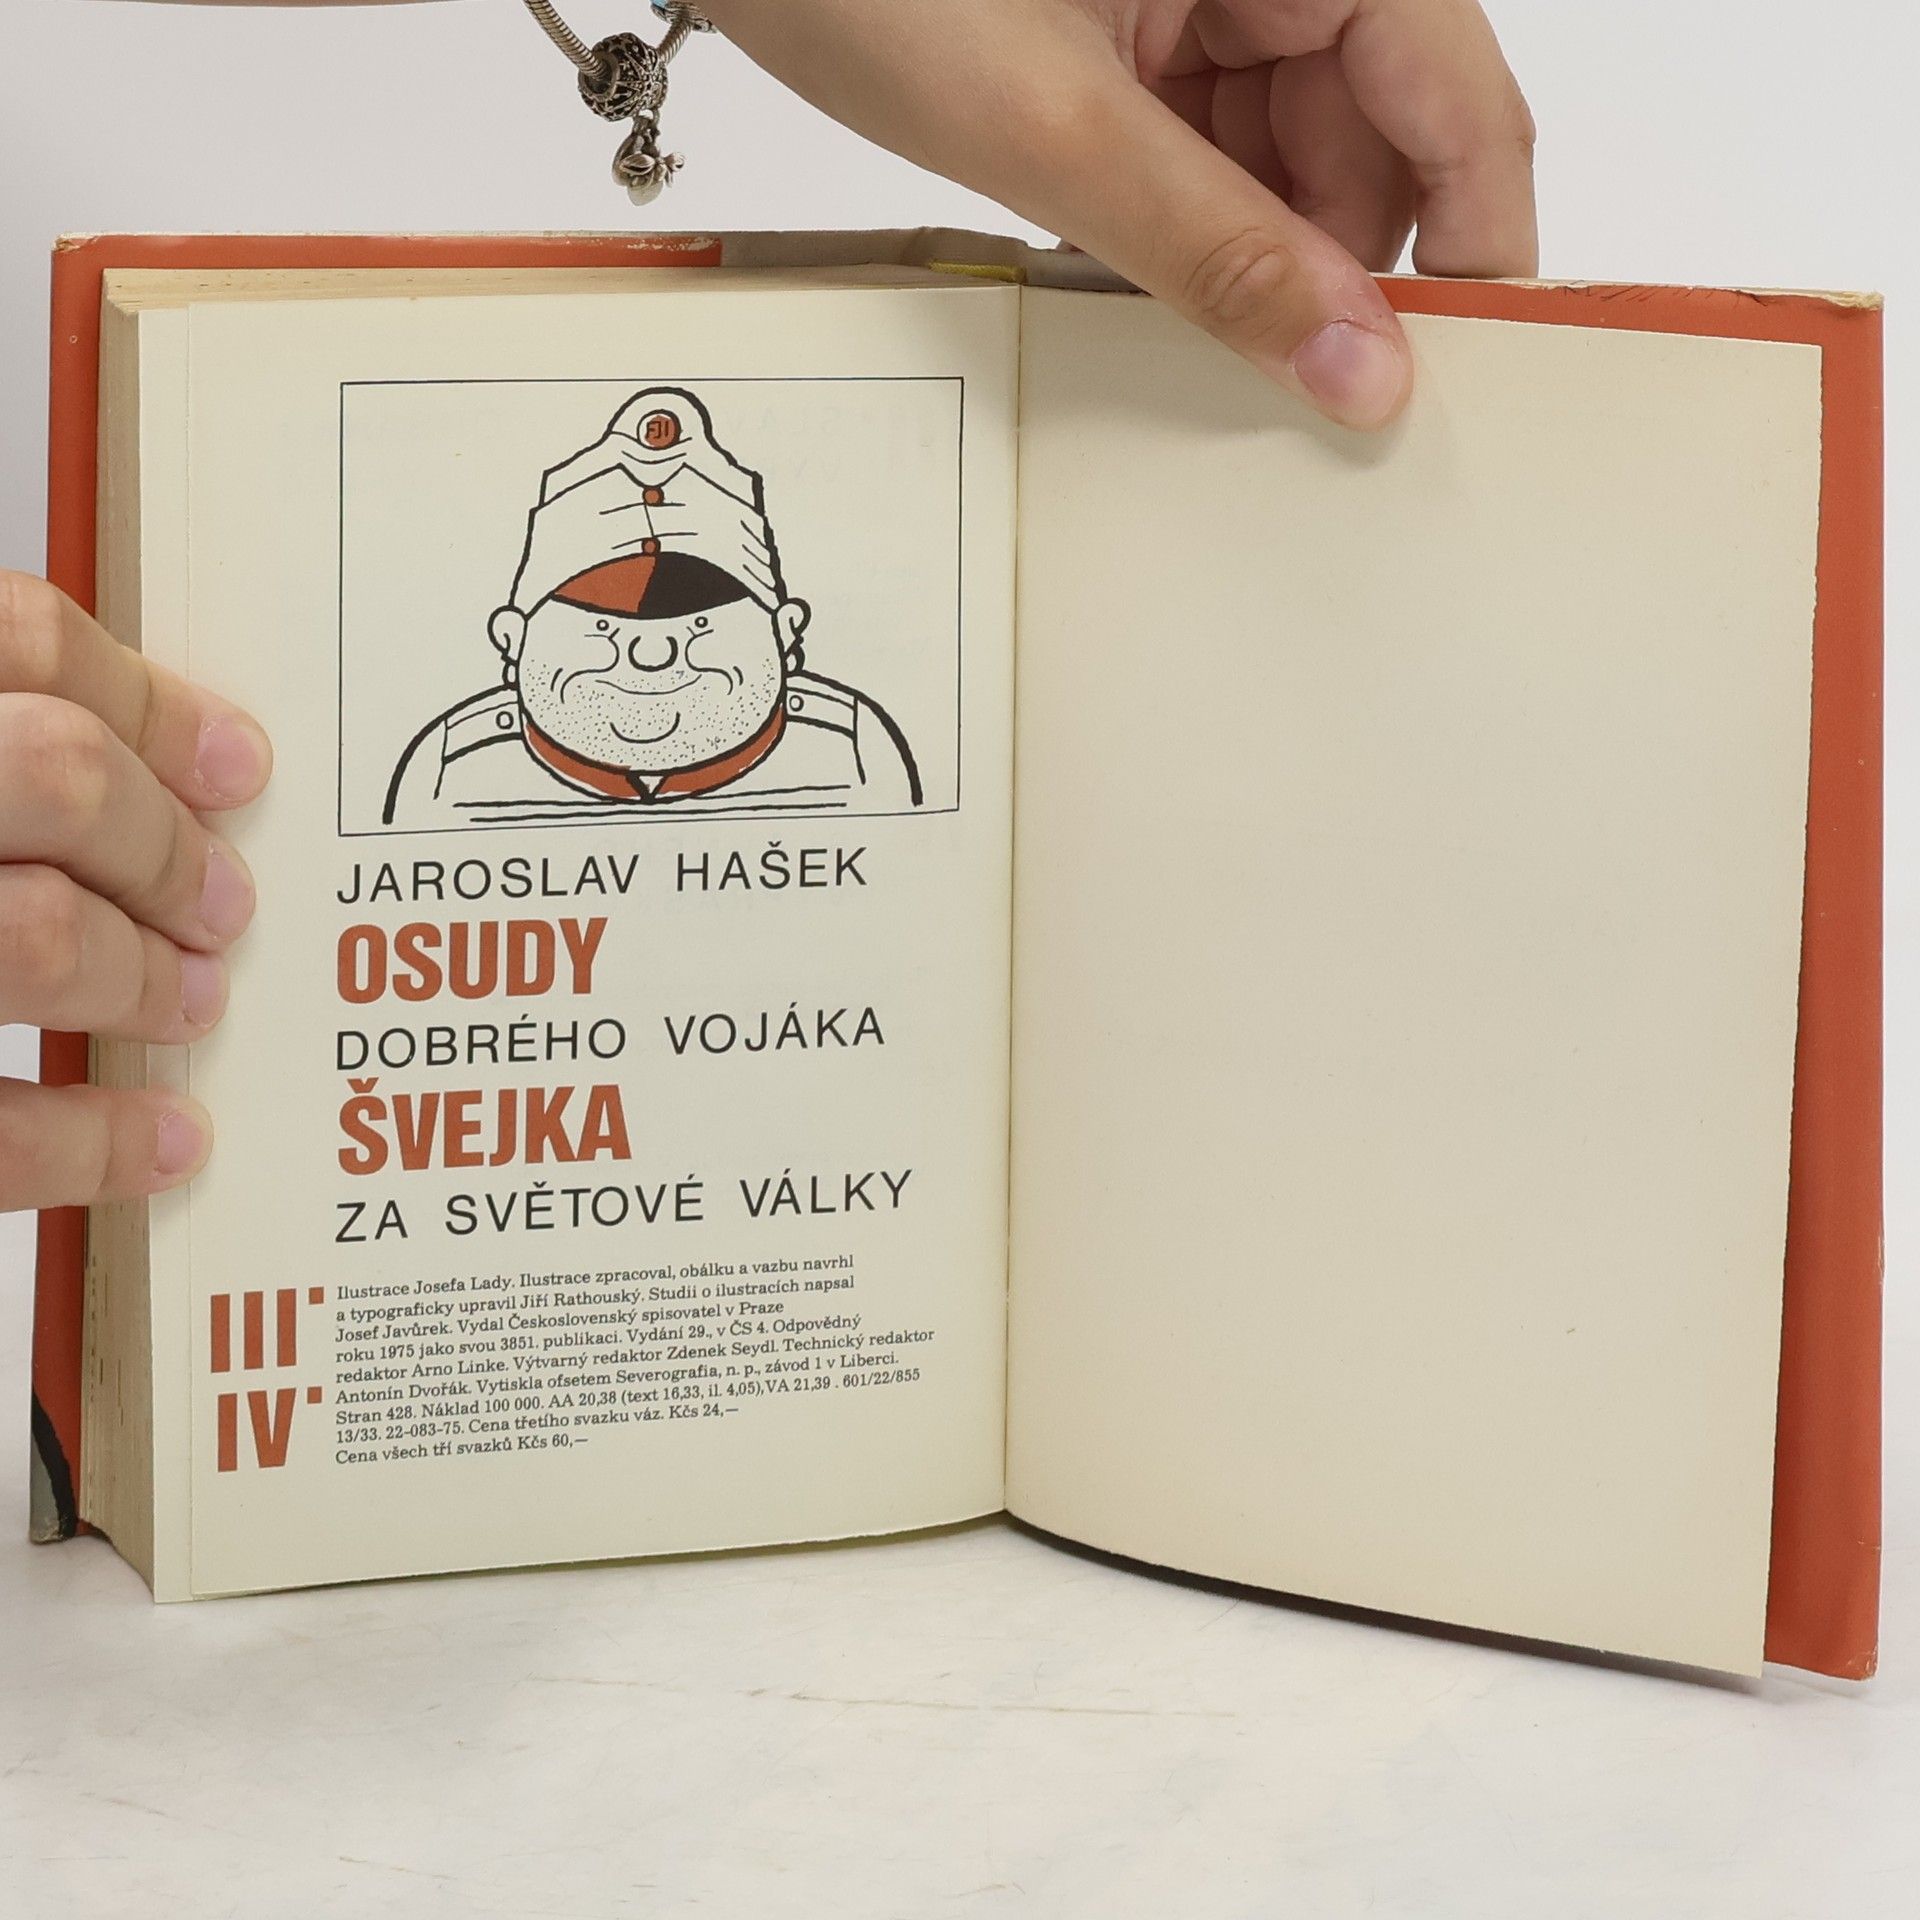 FJI
JAROSLAV HAŠEK
OSUDY
DOBRÉHO VOJÁKA
ŠVEJKA
ZA SVĚTOVÉ VÁLKY
III.
IV.
Ilustrace Josefa Lady. Ilustrace zpracoval, obálku a vazbu navrhl
a typograficky upravil Jiří Rathouský. Studii o ilustracích napsal
Josef Javůrek. Vydal Československý spisovatel v Praze
roku 1975 jako svou 3851. publikaci. Vydání 29., v ČS 4. Odpovědný
redaktor Arno Linke. Výtvarný redaktor Zdenek Seydl. Technický redaktor
Antonín Dvořák. Vytiskla ofsetem Severografia, n. p., závod 1 v Liberci.
Stran 428. Náklad 100 000. AA 20,38 (text 16,33, il. 4,05),VA 21,39 . 601/22/855
13/33. 22-083-75. Cena třetího svazku váz. Kčs 24,—
Cena všech tří svazků Kčs 60,—